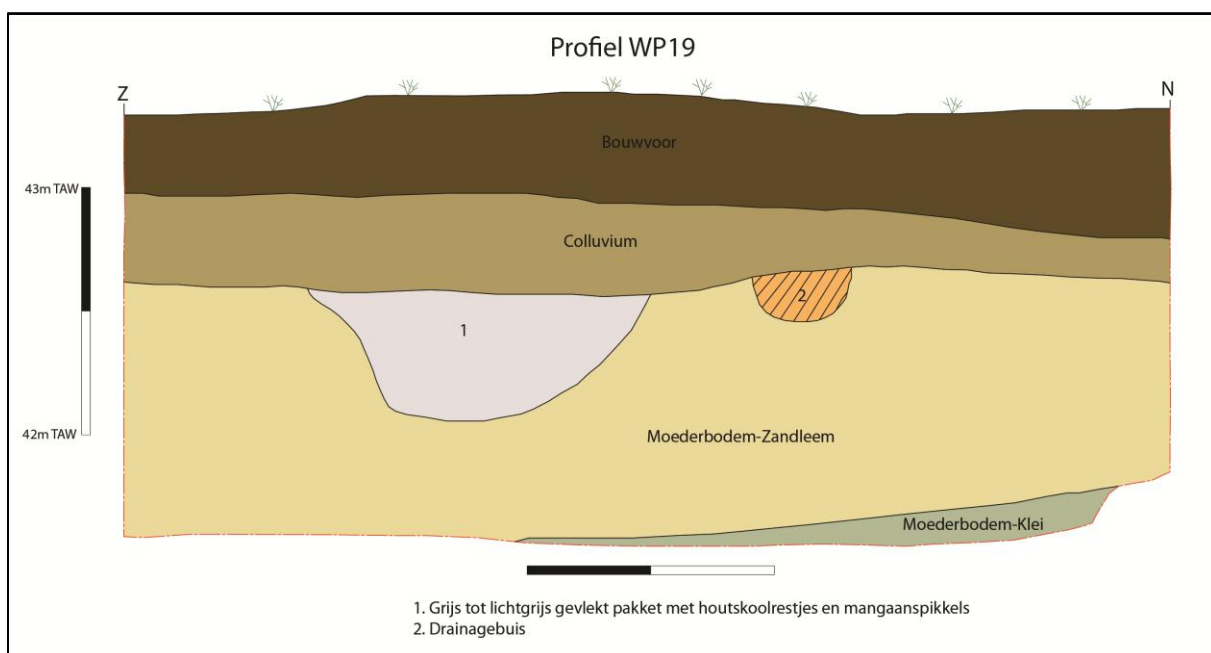 Profiel WP19
Z
N
Bouwvoor
43m TAW
Colluvium
2
1
42m TAW
Moederbodem-Zandleem
Moederbodem-Klei
1. Grijs tot lichtgrijs gevlekt pakket met houtskoolrestjes en mangaanspikkels
2. Drainagebuis